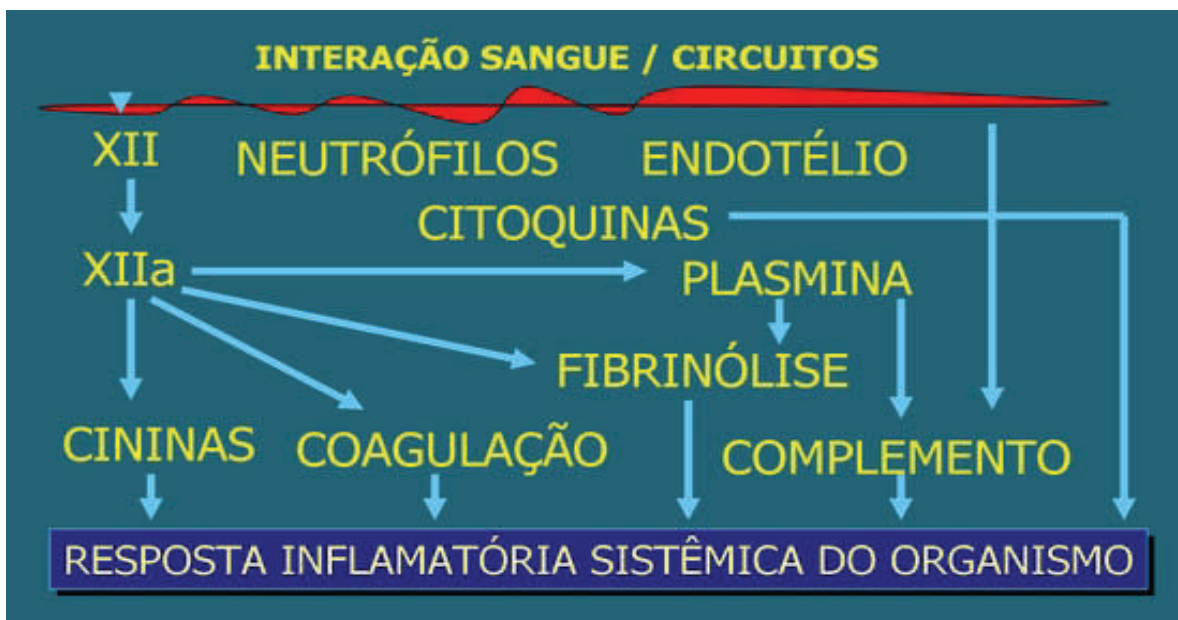 INTERAÇÃO SANGUE / CIRCUITOS
XII
NEUTRÓFILOS
ENDOTÉLIO
CITOQUINAS
XIIa
PLASMINA
FIBRINÓLISE
CININAS
COAGULAÇÃO
COMPLEMENTO
RESPOSTA INFLAMATÓRIA SISTÊMICA DO ORGANISMO